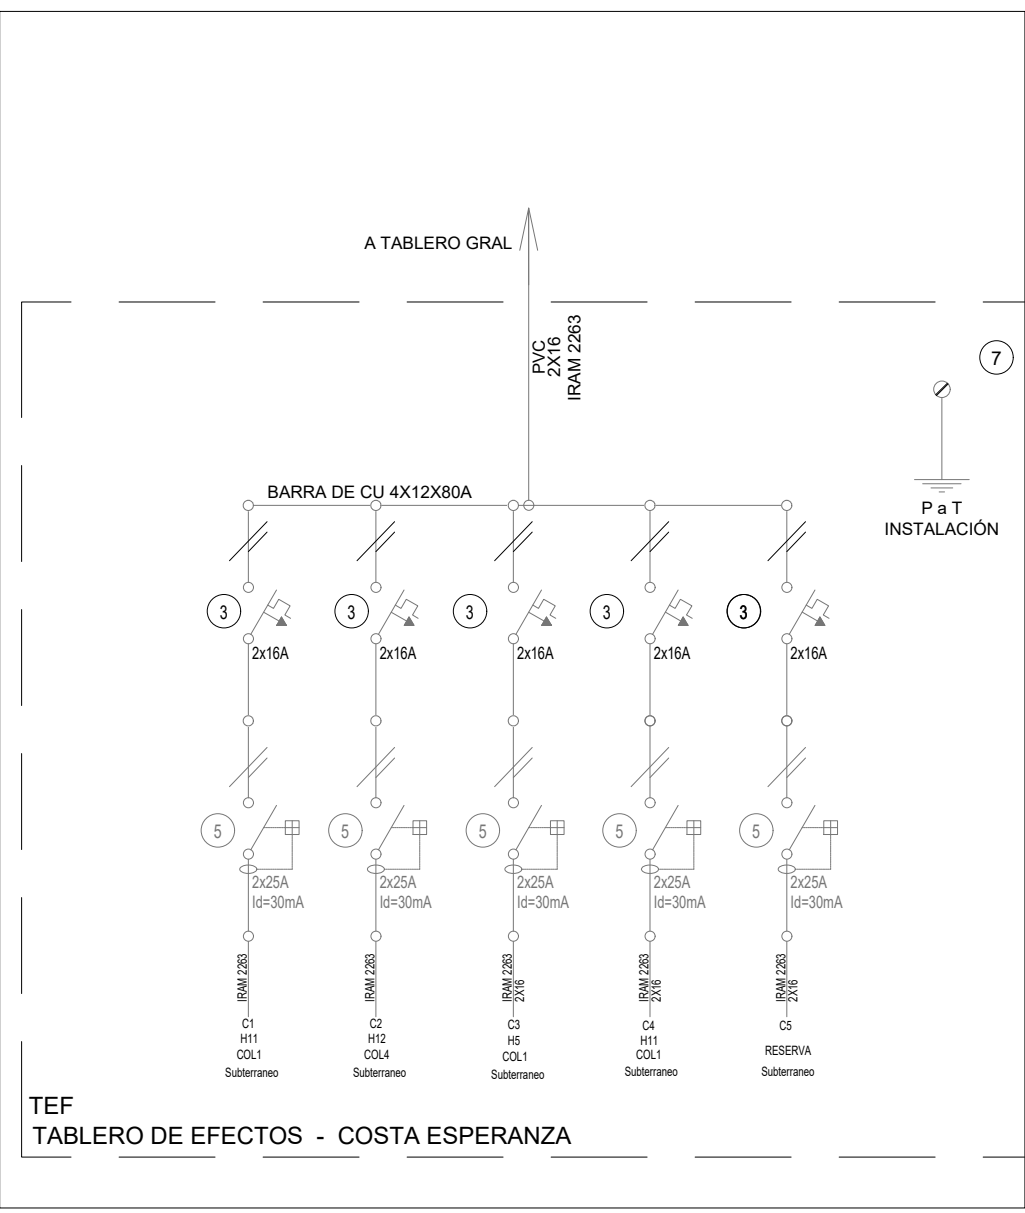 A TABLERO GRAL
PVC
2X16
IRAM 2263
7
BARRA DE CU 4X12X80A
P a T
INSTALACIÓN
3
3
3
3
3
2x16A
2x16A
2x16A
2x16A
2x16A
5
5
5
5
5
2x25A
Id=30mA
2x25A
Id=30mA
2x25A
Id=30mA
2x25A
Id=30mA
2x25A
Id=30mA
IRAM 2263
IRAM 2263
IRAM 2263
2X16
IRAM 2263
2X16
IRAM 2263
2X16
C1
H11
COL1
Subterraneo
C2
H12
COL4
Subterraneo
C3
H5
COL1
Subterraneo
C4
H11
COL1
Subterraneo
C5
RESERVA
Subterraneo
TEF
TABLERO DE EFECTOS - COSTA ESPERANZA